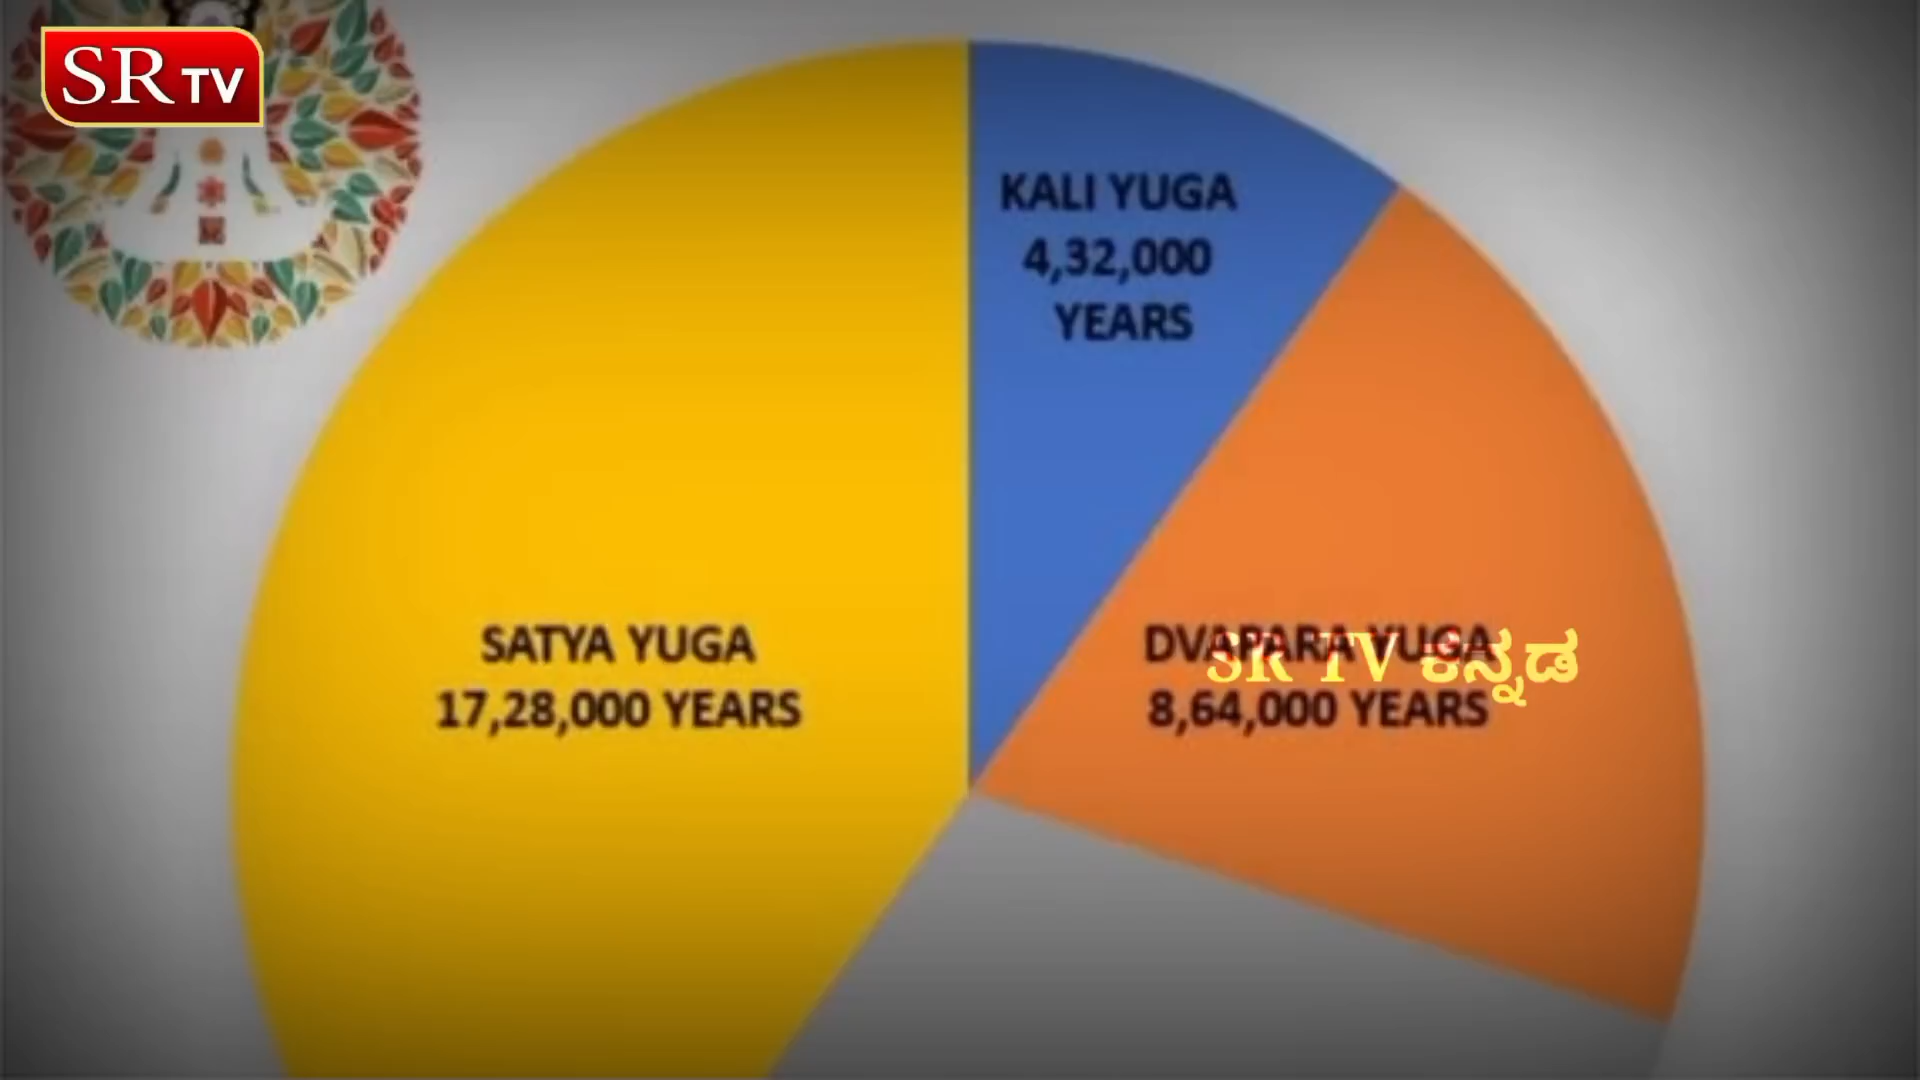 SR TV
KALI YUGA
4,32,000
YEARS
SATYA YUGA
17,28,000 YEARS
DVAPARA YUGA
8,64,000 YEARS
SR TV ಕನ್ನಡ